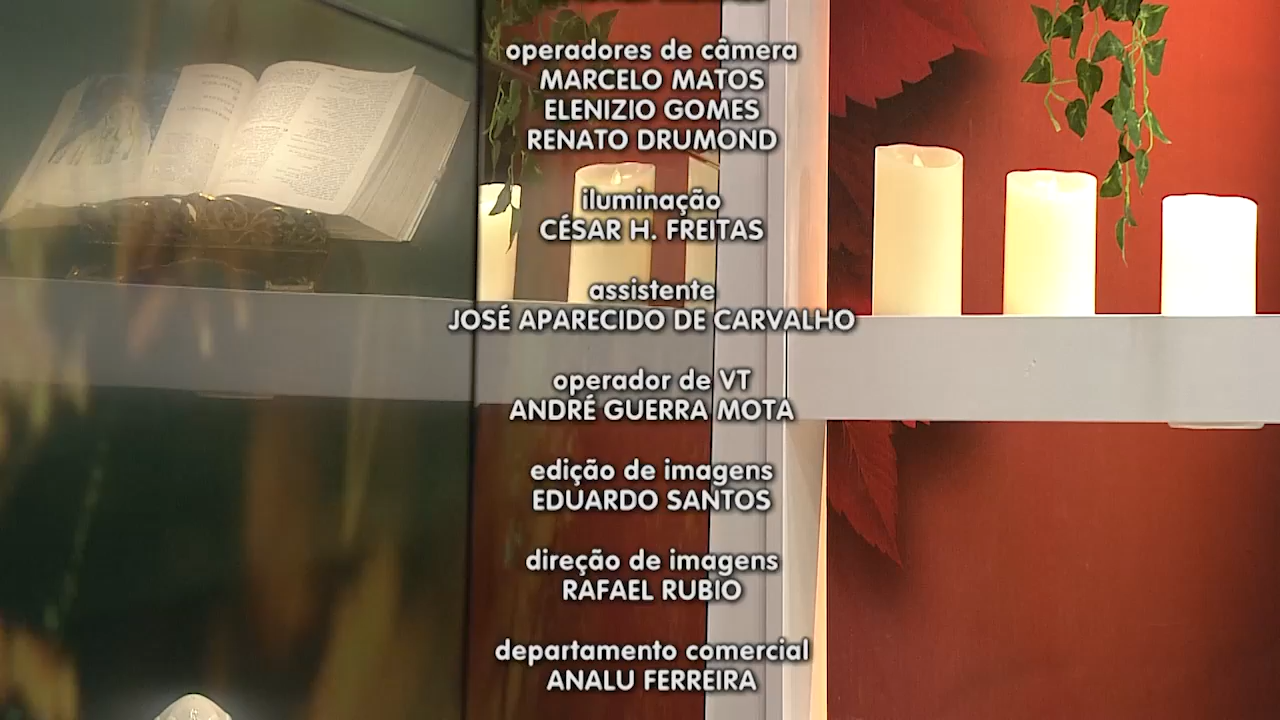 operadores de câmera
MARCELO MATOS
ELENIZIO GOMES
RENATO DRUMOND
iluminação
CÉSAR H. FREITAS
assistente
JOSÉ APARECIDO DE CARVALHO
operador de VT
ANDRÉ GUERRA MOTA
edição de imagens
EDUARDO SANTOS
direção de imagens
RAFAEL RUBIO
departamento comercial
ANALU FERREIRA